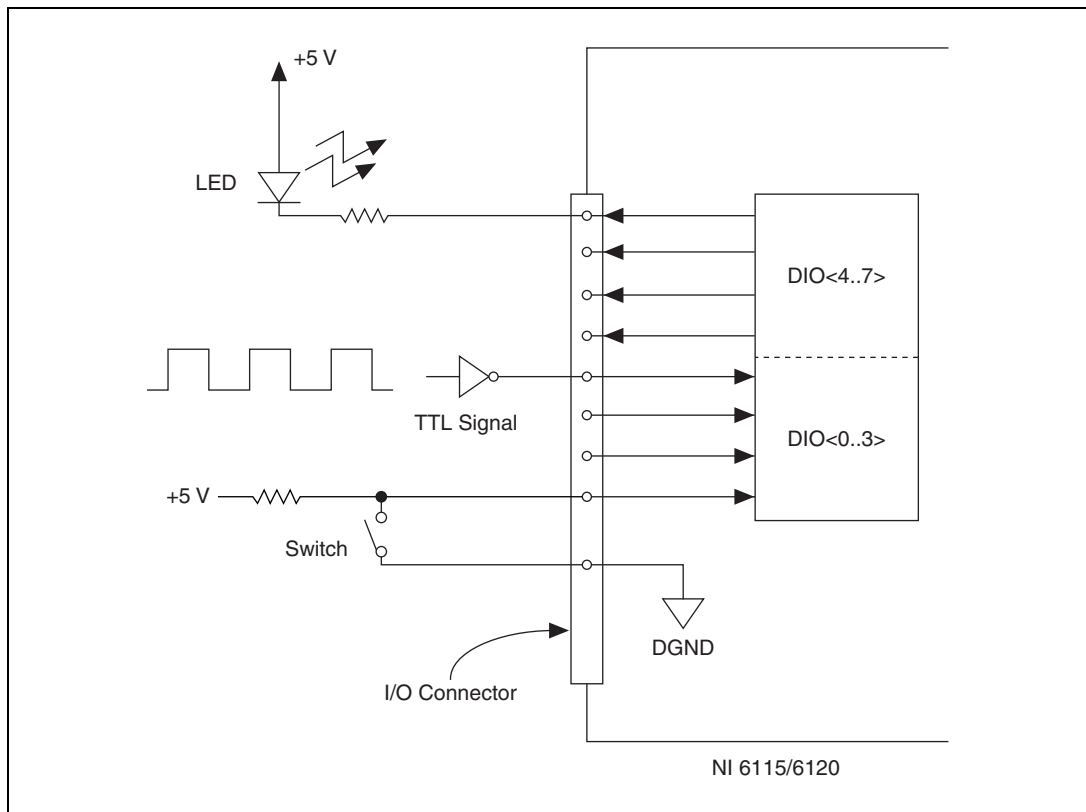 +5 V
LED
DIO<4..7>
TTL Signal
DIO<0..3>
+5 V
Switch
DGND
I/O Connector
NI 6115/6120